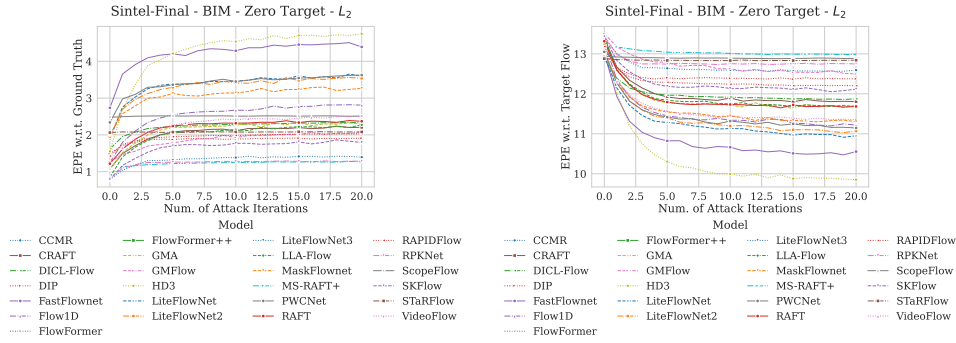 Sintel-Final - BIM - Zero Target - L2
EPE w.r.t. Ground Truth
4
3
2
1
0.0 2.5 5.0 7.5 10.0 12.5 15.0 17.5 20.0
Num. of Attack Iterations
Model
CCMR FlowFormer++ LiteFlowNet3 RAPIDFlow
CRAFT GMA LLA-Flow RPKNet
DICL-Flow GMFlow MaskFlownet ScopeFlow
DIP HD3 MS-RAFT+ SKFlow
FastFlownet LiteFlowNet PWCNet STaRFlow
Flow1D LiteFlowNet2 RAFT VideoFlow
FlowFormer
Sintel-Final - BIM - Zero Target - L2
EPE w.r.t. Target Flow
13
12
11
10
0.0 2.5 5.0 7.5 10.0 12.5 15.0 17.5 20.0
Num. of Attack Iterations
Model
CCMR FlowFormer++ LiteFlowNet3 RAPIDFlow
CRAFT GMA LLA-Flow RPKNet
DICL-Flow GMFlow MaskFlownet ScopeFlow
DIP HD3 MS-RAFT+ SKFlow
FastFlownet LiteFlowNet PWCNet STaRFlow
Flow1D LiteFlowNet2 RAFT VideoFlow
FlowFormer